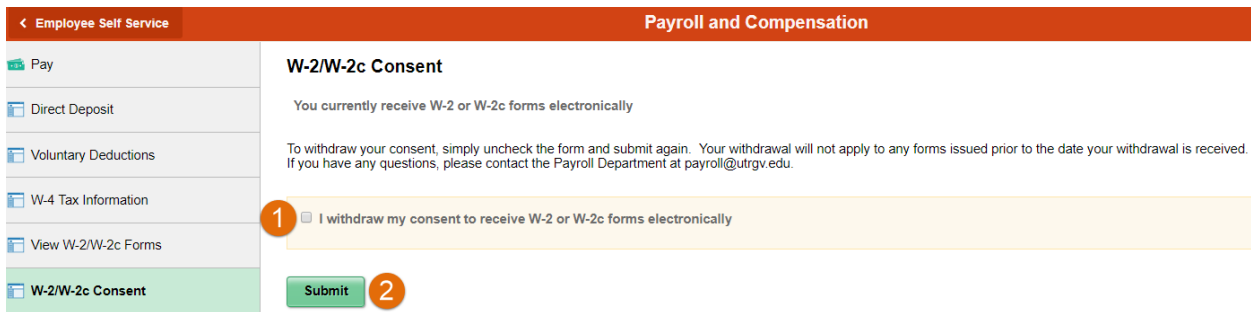 Employee Self Service
Payroll and Compensation
Pay
Direct Deposit
Voluntary Deductions
W-4 Tax Information
View W-2/W-2c Forms
W-2/W-2c Consent
W-2/W-2c Consent
You currently receive W-2 or W-2c forms electronically
To withdraw your consent, simply uncheck the form and submit again. Your withdrawal will not apply to any forms issued prior to the date your withdrawal is received.
If you have any questions, please contact the Payroll Department at payroll@utrgv.edu.
1
I withdraw my consent to receive W-2 or W-2c forms electronically
Submit
2